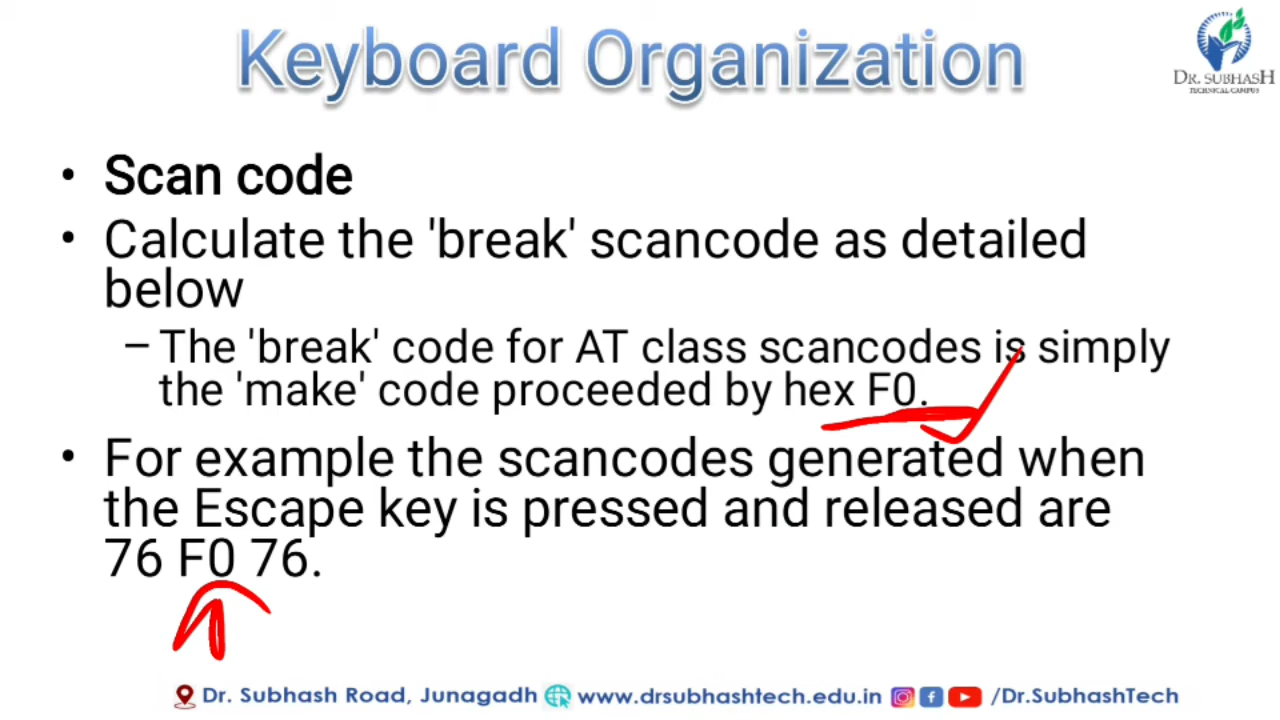 Keyboard Organization
DR. SUBHASH
TECHNICAL CAMPUS
• Scan code
• Calculate the 'break' scancode as detailed
below
– The 'break' code for AT class scancodes is simply
the 'make' code proceeded by hex F0.
• For example the scancodes generated when
the Escape key is pressed and released are
76 F0 76.
Dr. Subhash Road, Junagadh www.drsubhashtech.edu.in /Dr.SubhashTech